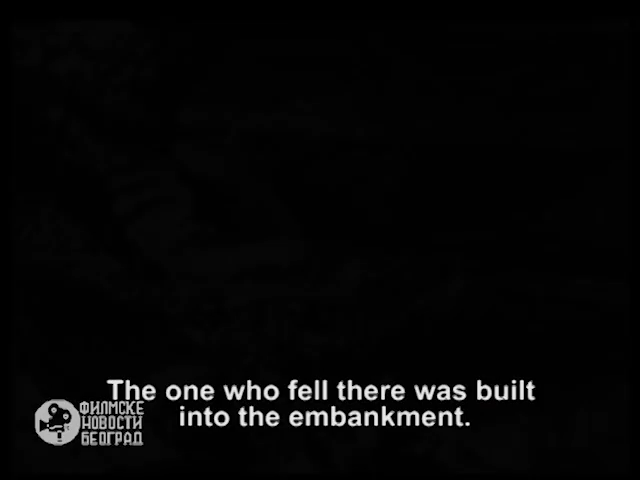 The one who fell there was built
into the embankment.
ФИЛМСКЕ
НОВОСТИ
БЕОГРАД